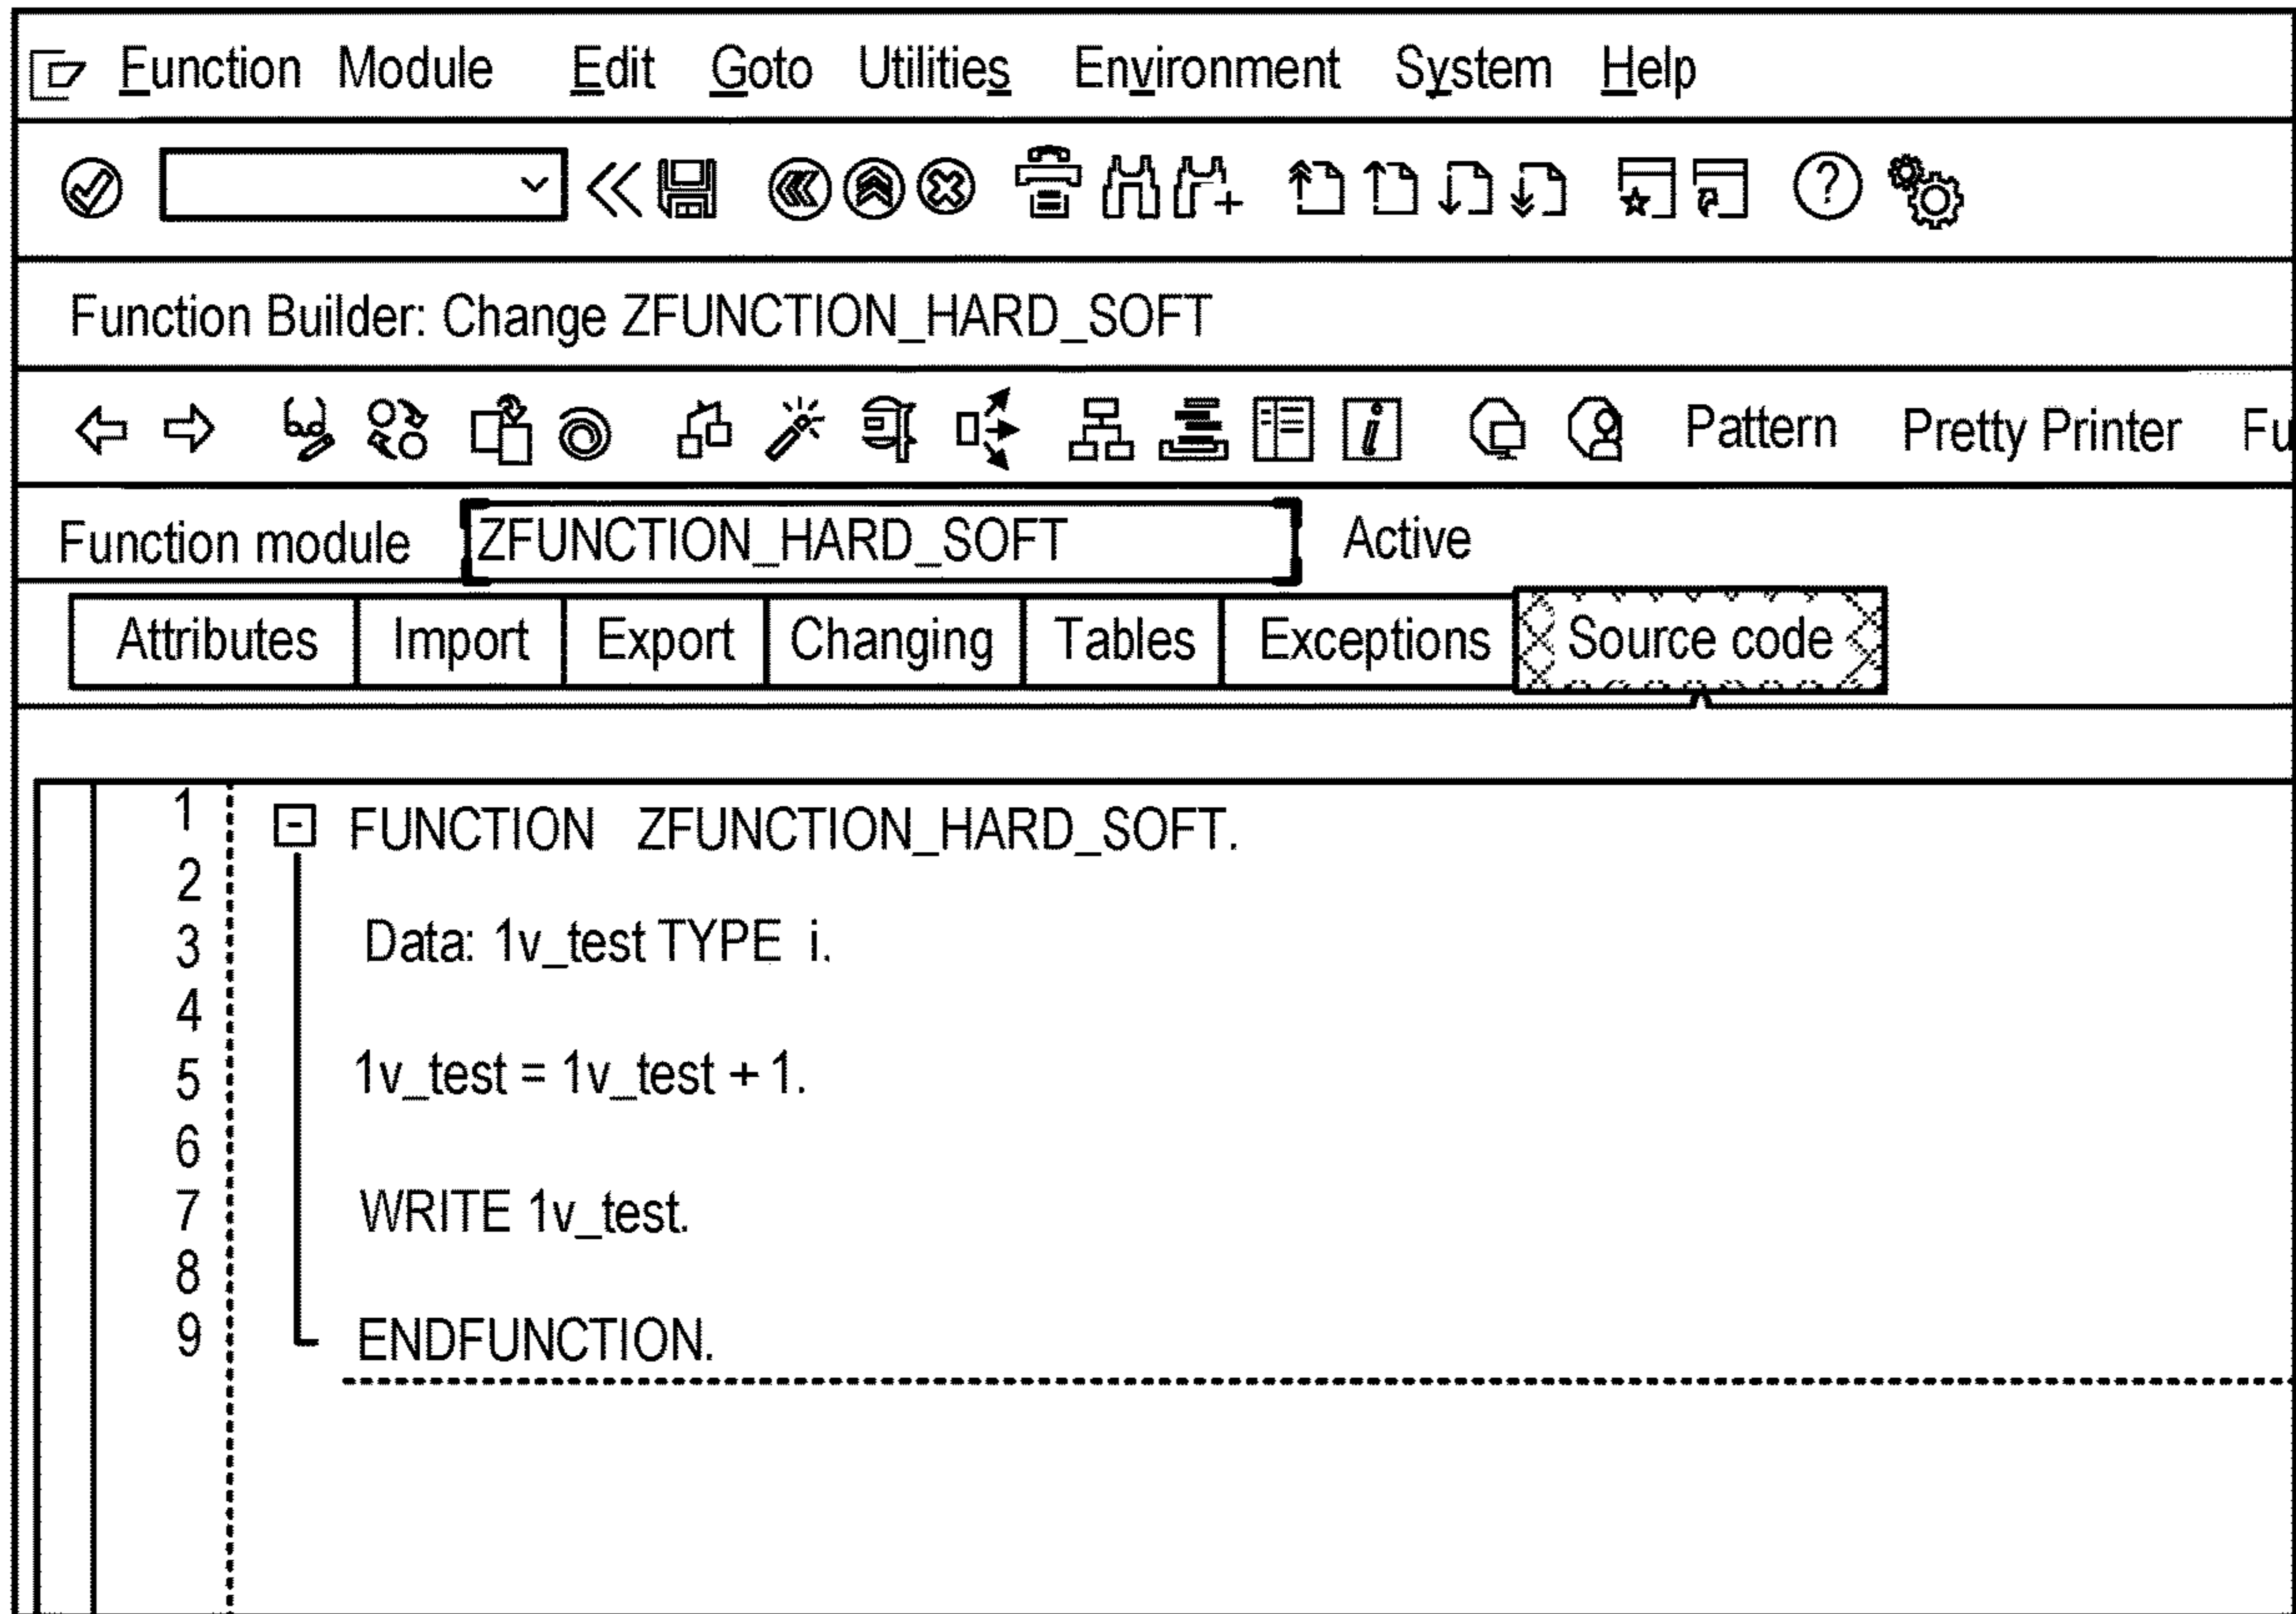 Function Module Edit Goto Utilities Environment System Help
Function Builder: Change ZFUNCTION_HARD_SOFT
Pattern Pretty Printer Fu
Function module ZFUNCTION_HARD_SOFT Active
Attributes Import Export Changing Tables Exceptions Source code
1 FUNCTION ZFUNCTION_HARD_SOFT.
2
3 Data: 1v_test TYPE i.
4
5 1v_test = 1v_test + 1.
6
7 WRITE 1v_test.
8
9 ENDFUNCTION.